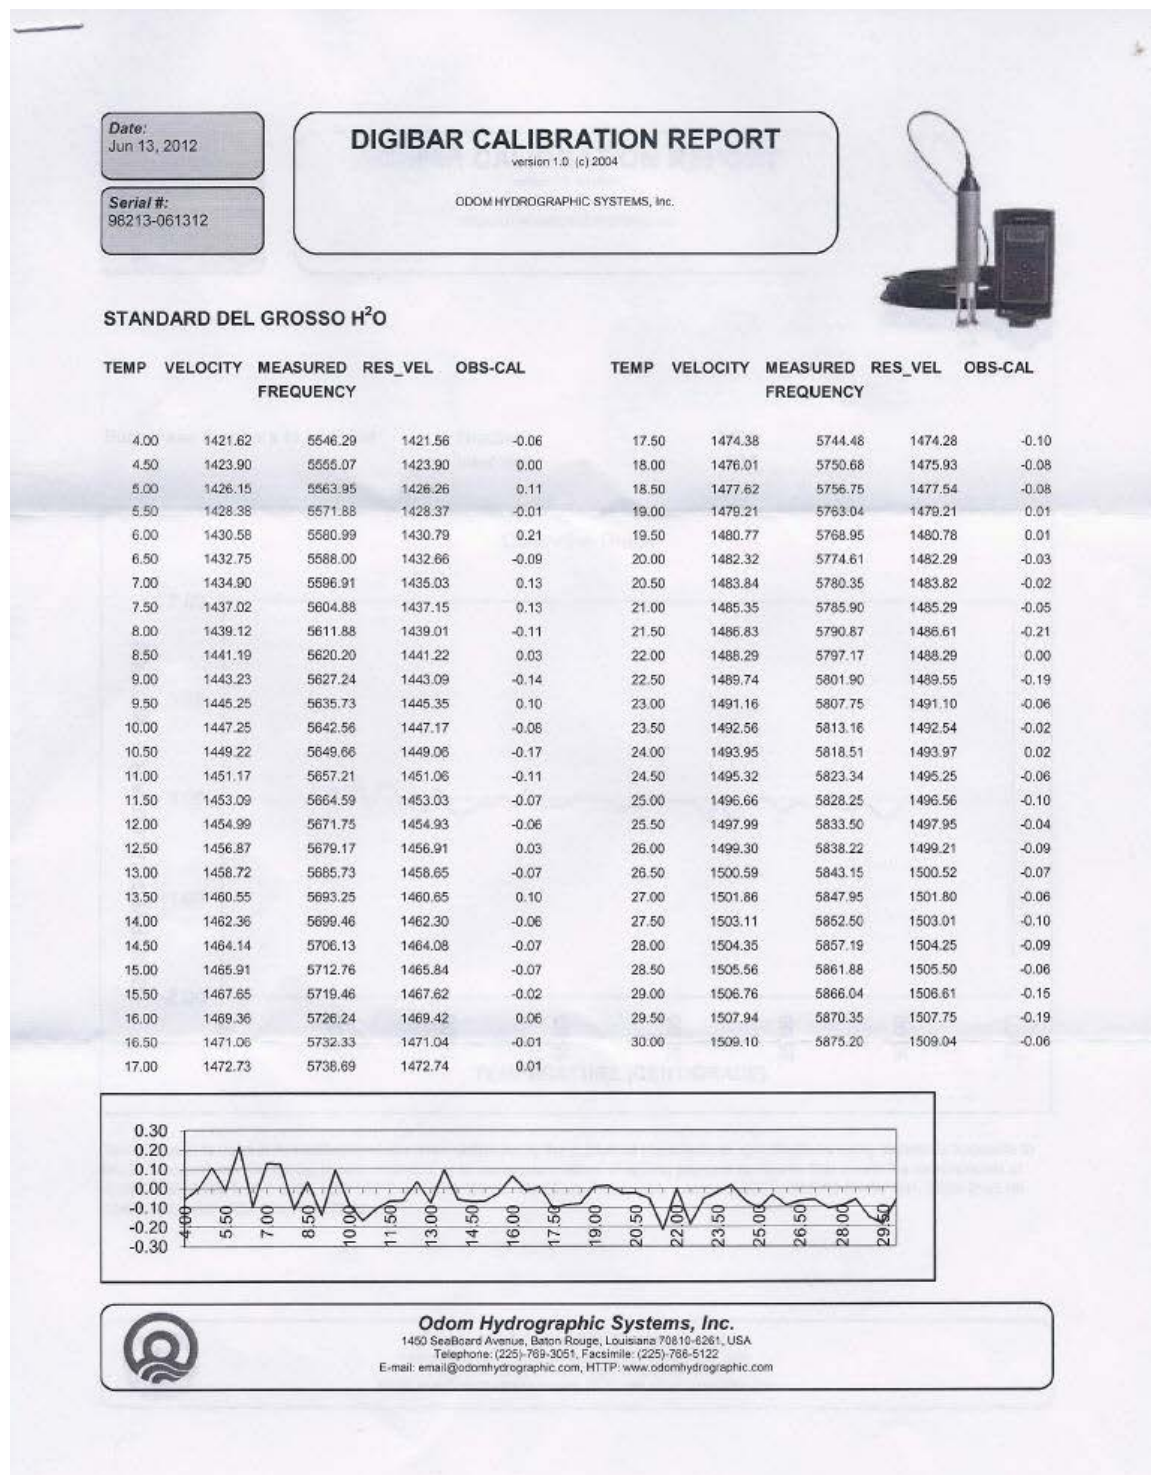 Date:
Jun 13, 2012
Serial #:
98213-061312
DIGIBAR CALIBRATION REPORT
version 1.0 (c) 2004
ODOM HYDROGRAPHIC SYSTEMS, Inc.
STANDARD DEL GROSSO H²O
TEMP VELOCITY MEASURED RES_VEL OBS-CAL TEMP VELOCITY MEASURED RES_VEL OBS-CAL
FREQUENCY FREQUENCY
4.00 1421.62 5546.29 1421.56 -0.06 17.50 1474.38 5744.48 1474.28 -0.10
4.50 1423.90 5555.07 1423.90 0.00 18.00 1476.01 5750.68 1475.93 -0.08
5.00 1426.15 5563.95 1426.26 0.11 18.50 1477.62 5756.75 1477.54 -0.08
5.50 1428.38 5571.88 1428.37 -0.01 19.00 1479.21 5763.04 1479.21 0.01
6.00 1430.58 5580.99 1430.79 0.21 19.50 1480.77 5768.95 1480.78 0.01
6.50 1432.75 5588.00 1432.66 -0.09 20.00 1482.32 5774.61 1482.29 -0.03
7.00 1434.90 5596.91 1435.03 0.13 20.50 1483.84 5780.35 1483.82 -0.02
7.50 1437.02 5604.88 1437.15 0.13 21.00 1485.35 5785.90 1485.29 -0.05
8.00 1439.12 5611.88 1439.01 -0.11 21.50 1486.83 5790.87 1486.61 -0.21
8.50 1441.19 5620.20 1441.22 0.03 22.00 1488.29 5797.17 1488.29 0.00
9.00 1443.23 5627.24 1443.09 -0.14 22.50 1489.74 5801.90 1489.55 -0.19
9.50 1445.25 5635.73 1445.35 0.10 23.00 1491.16 5807.75 1491.10 -0.06
10.00 1447.25 5642.56 1447.17 -0.08 23.50 1492.56 5813.16 1492.54 -0.02
10.50 1449.22 5649.66 1449.06 -0.17 24.00 1493.95 5818.51 1493.97 0.02
11.00 1451.17 5657.21 1451.06 -0.11 24.50 1495.32 5823.34 1495.25 -0.06
11.50 1453.09 5664.59 1453.03 -0.07 25.00 1496.66 5828.25 1496.56 -0.10
12.00 1454.99 5671.75 1454.93 -0.06 25.50 1497.99 5833.50 1497.95 -0.04
12.50 1456.87 5679.17 1456.91 0.03 26.00 1499.30 5838.22 1499.21 -0.09
13.00 1458.72 5685.73 1458.65 -0.07 26.50 1500.59 5843.15 1500.52 -0.07
13.50 1460.55 5693.25 1460.65 0.10 27.00 1501.86 5847.95 1501.80 -0.06
14.00 1462.36 5699.46 1462.30 -0.06 27.50 1503.11 5852.50 1503.01 -0.10
14.50 1464.14 5706.13 1464.08 -0.07 28.00 1504.35 5857.19 1504.25 -0.09
15.00 1465.91 5712.76 1465.84 -0.07 28.50 1505.56 5861.88 1505.50 -0.06
15.50 1467.65 5719.46 1467.62 -0.02 29.00 1506.76 5866.04 1506.61 -0.15
16.00 1469.36 5726.24 1469.42 0.06 29.50 1507.94 5870.35 1507.75 -0.19
16.50 1471.06 5732.33 1471.04 -0.01 30.00 1509.10 5875.20 1509.04 -0.06
17.00 1472.73 5738.69 1472.74 0.01
0.30
0.20
0.10
0.00
-0.10
-0.20
-0.30
4.00 5.50 7.00 8.50 10.00 11.50 13.00 14.50 16.00 17.50 19.00 20.50 22.00 23.50 25.00 26.50 28.00 29.50
Odom Hydrographic Systems, Inc.
1450 SeaBoard Avenue, Baton Rouge, Louisiana 70810-6261, USA
Telephone: (225)-769-3051, Facsimile: (225)-766-5122
E-mail: email@odomhydrographic.com, HTTP: www.odomhydrographic.com